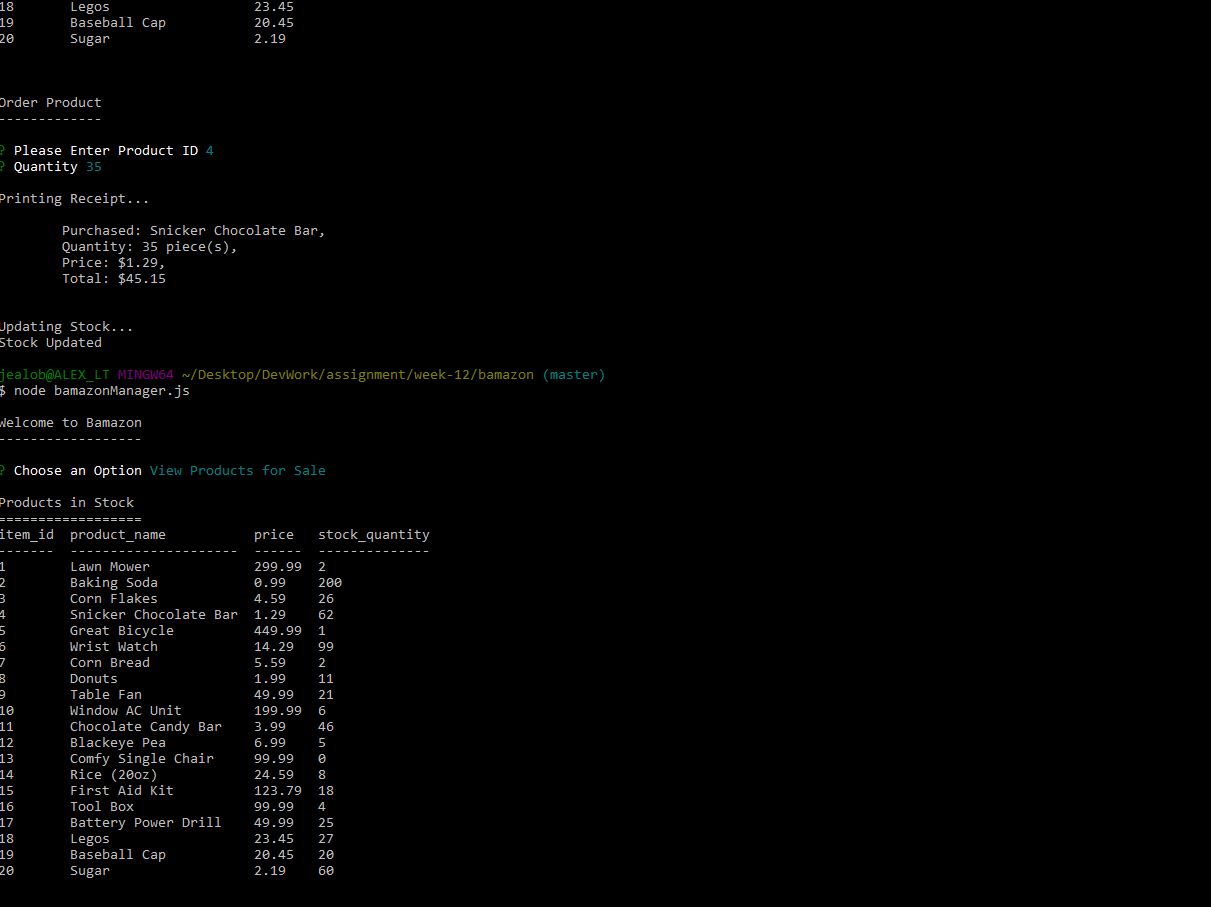 18       Legos                  23.45
19       Baseball Cap           20.45
20       Sugar                  2.19
Order Product
-------------
? Please Enter Product ID 4
? Quantity 35
Printing Receipt...
Purchased: Snicker Chocolate Bar,
Quantity: 35 piece(s),
Price: $1.29,
Total: $45.15
Updating Stock...
Stock Updated
jealob@ALEX_LT MINGW64 ~/Desktop/DevWork/assignment/week-12/bamazon (master)
$ node bamazonManager.js
Welcome to Bamazon
------------------
? Choose an Option View Products for Sale
Products in Stock
==================
item_id  product_name           price   stock_quantity
-------  ---------------------  ------  --------------
1        Lawn Mower             299.99  2
2        Baking Soda            0.99    200
3        Corn Flakes            4.59    26
4        Snicker Chocolate Bar  1.29    62
5        Great Bicycle          449.99  1
6        Wrist Watch            14.29   99
7        Corn Bread             5.59    2
8        Donuts                 1.99    11
9        Table Fan              49.99   21
10       Window AC Unit         199.99  6
11       Chocolate Candy Bar    3.99    46
12       Blackeye Pea           6.99    5
13       Comfy Single Chair     99.99   0
14       Rice (20oz)            24.59   8
15       First Aid Kit          123.79  18
16       Tool Box               99.99   4
17       Battery Power Drill    49.99   25
18       Legos                  23.45   27
19       Baseball Cap           20.45   20
20       Sugar                  2.19    60